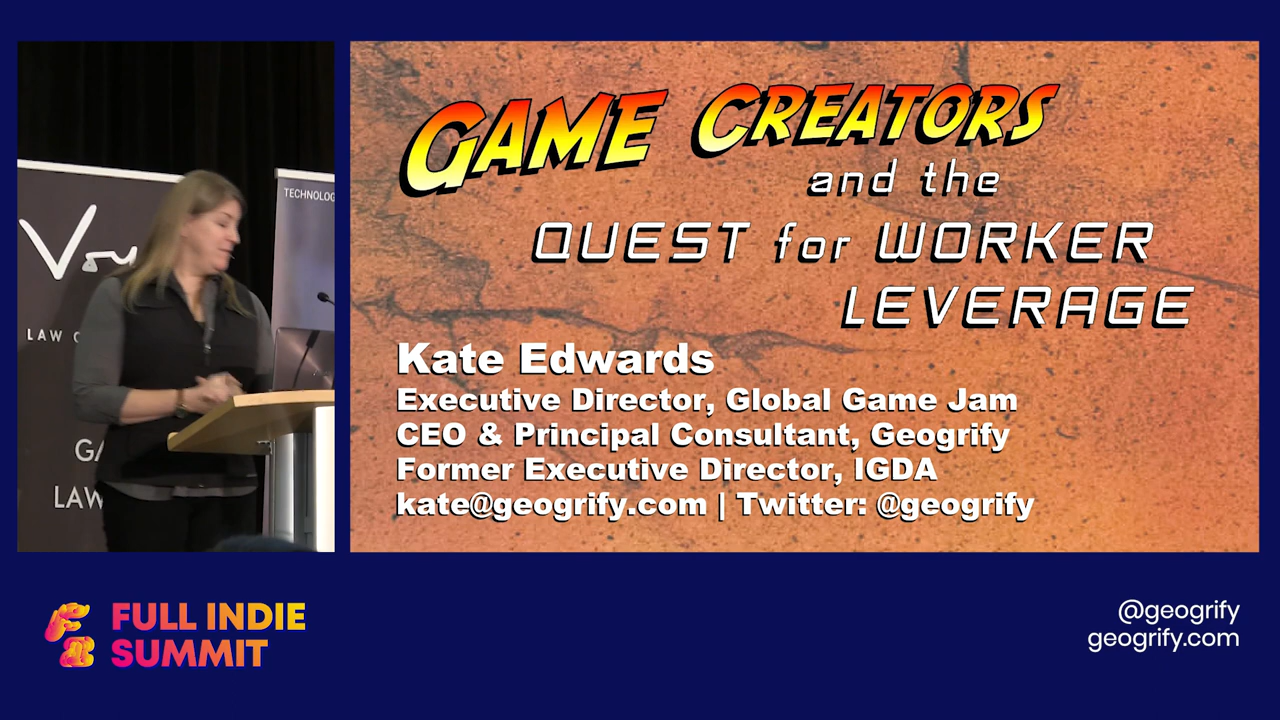 TECHNOLOG
LAW
GA
LAW
GAME CREATORS
and the
QUEST for WORKER
LEVERAGE
Kate Edwards
Executive Director, Global Game Jam
CEO & Principal Consultant, Geogrify
Former Executive Director, IGDA
kate@geogrify.com | Twitter: @geogrify
FULL INDIE
SUMMIT
@geogrify
geogrify.com